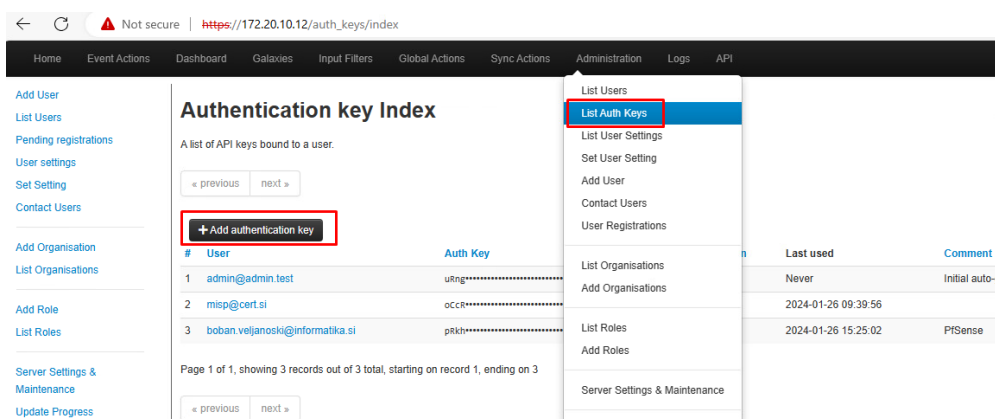 Not secure https://172.20.10.12/auth_keys/index
Home Event Actions Dashboard Galaxies Input Filters Global Actions Sync Actions Administration Logs API
Add User
List Users
Pending registrations
User settings
Set Setting
Contact Users
Add Organisation
List Organisations
Add Role
List Roles
Server Settings &
Maintenance
Update Progress
Authentication key Index
A list of API keys bound to a user.
« previous next »
+ Add authentication key
# User Auth Key n Last used Comment
1 admin@admin.test uRng•••••••••••••••••••••••••••• Never Initial auto-
2 misp@cert.si oCcR•••••••••••••••••••••••••••• 2024-01-26 09:39:56
3 boban.veljanoski@informatika.si pRkh•••••••••••••••••••••••••••• 2024-01-26 15:25:02 PfSense
Page 1 of 1, showing 3 records out of 3 total, starting on record 1, ending on 3
« previous next »
List Users
List Auth Keys
List User Settings
Set User Setting
Add User
Contact Users
User Registrations
List Organisations
Add Organisations
List Roles
Add Roles
Server Settings & Maintenance